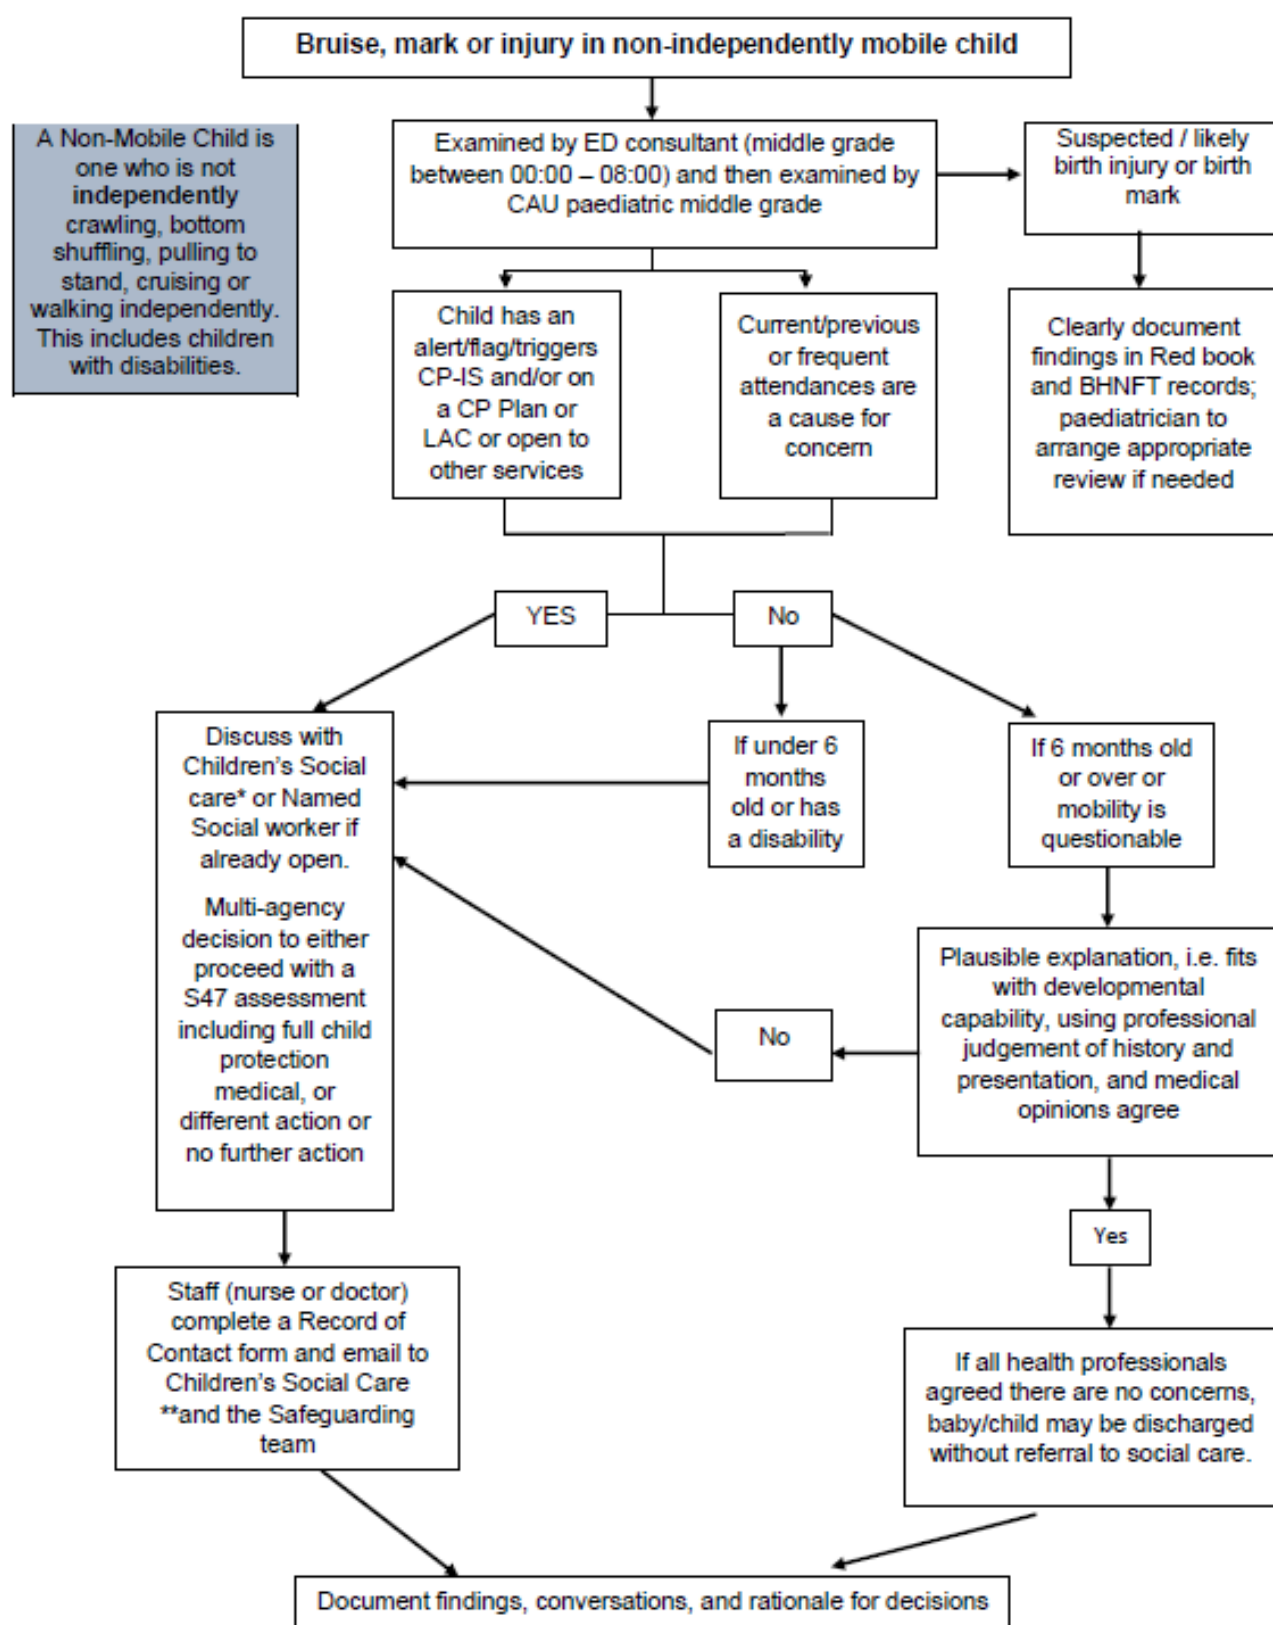 Bruise, mark or injury in non-independently mobile child
A Non-Mobile Child is
one who is not
independently
crawling, bottom
shuffling, pulling to
stand, cruising or
walking independently.
This includes children
with disabilities.
Examined by ED consultant (middle grade
between 00:00 – 08:00) and then examined by
CAU paediatric middle grade
Suspected / likely
birth injury or birth
mark
Child has an
alert/flag/triggers
CP-IS and/or on
a CP Plan or
LAC or open to
other services
Current/previous
or frequent
attendances are
a cause for
concern
Clearly document
findings in Red book
and BHNFT records;
paediatrician to
arrange appropriate
review if needed
YES
No
Discuss with
Children's Social
care* or Named
Social worker if
already open.
Multi-agency
decision to either
proceed with a
S47 assessment
including full child
protection
medical, or
different action or
no further action
If under 6
months
old or has
a disability
If 6 months old
or over or
mobility is
questionable
Plausible explanation, i.e. fits
with developmental
capability, using professional
judgement of history and
presentation, and medical
opinions agree
No
Yes
Staff (nurse or doctor)
complete a Record of
Contact form and email to
Children's Social Care
**and the Safeguarding
team
If all health professionals
agreed there are no concerns,
baby/child may be discharged
without referral to social care.
Document findings, conversations, and rationale for decisions